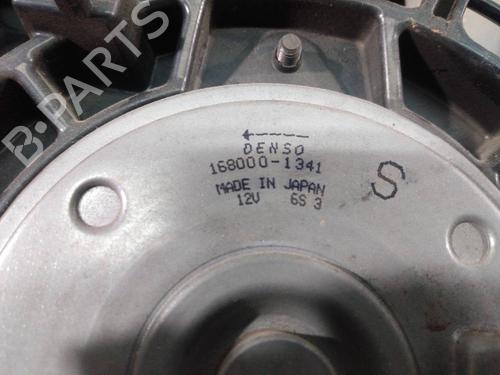 DENSO
168000-1341
MADE IN JAPAN
12V 6S 3
S
B-PARTS